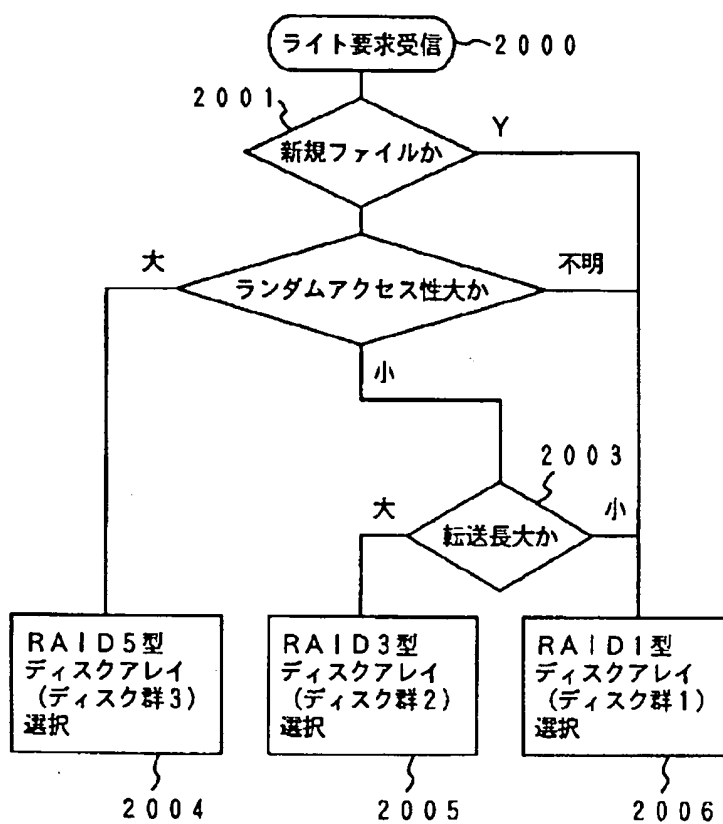 ライト要求受信
2000
2001
新規ファイルか
Y
大
ランダムアクセス性大か
不明
小
2003
大
転送長大か
小
RAID5型
ディスクアレイ
(ディスク群3)
選択
RAID3型
ディスクアレイ
(ディスク群2)
選択
RAID1型
ディスクアレイ
(ディスク群1)
選択
2004
2005
2006